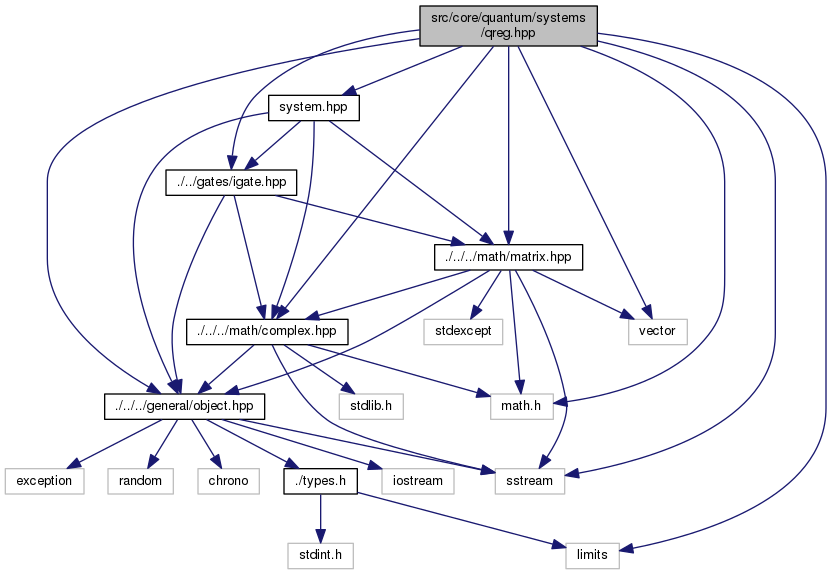 src/core/quantum/systems
/qreg.hpp
system.hpp
./../gates/igate.hpp
./../../math/matrix.hpp
./../../math/complex.hpp
stdexcept
vector
./../../general/object.hpp
stdlib.h
math.h
exception
random
chrono
./types.h
iostream
sstream
stdint.h
limits